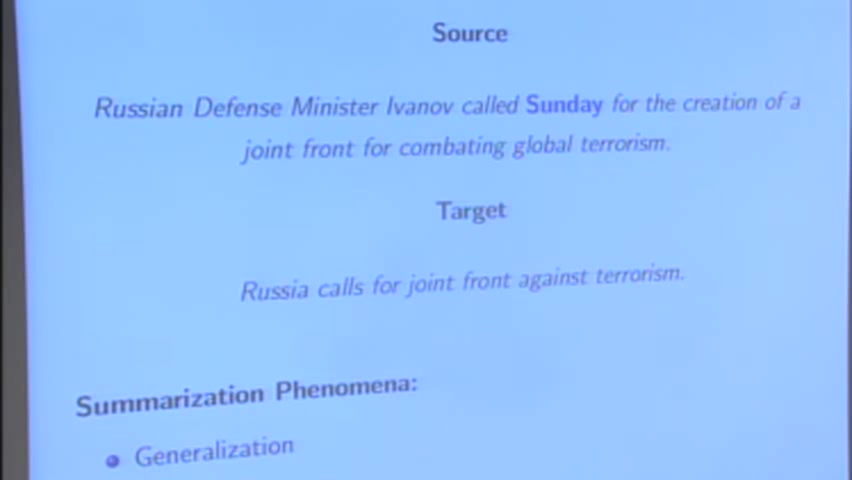 Source
Russian Defense Minister Ivanov called Sunday for the creation of a
joint front for combating global terrorism.
Target
Russia calls for joint front against terrorism.
Summarization Phenomena:
Generalization